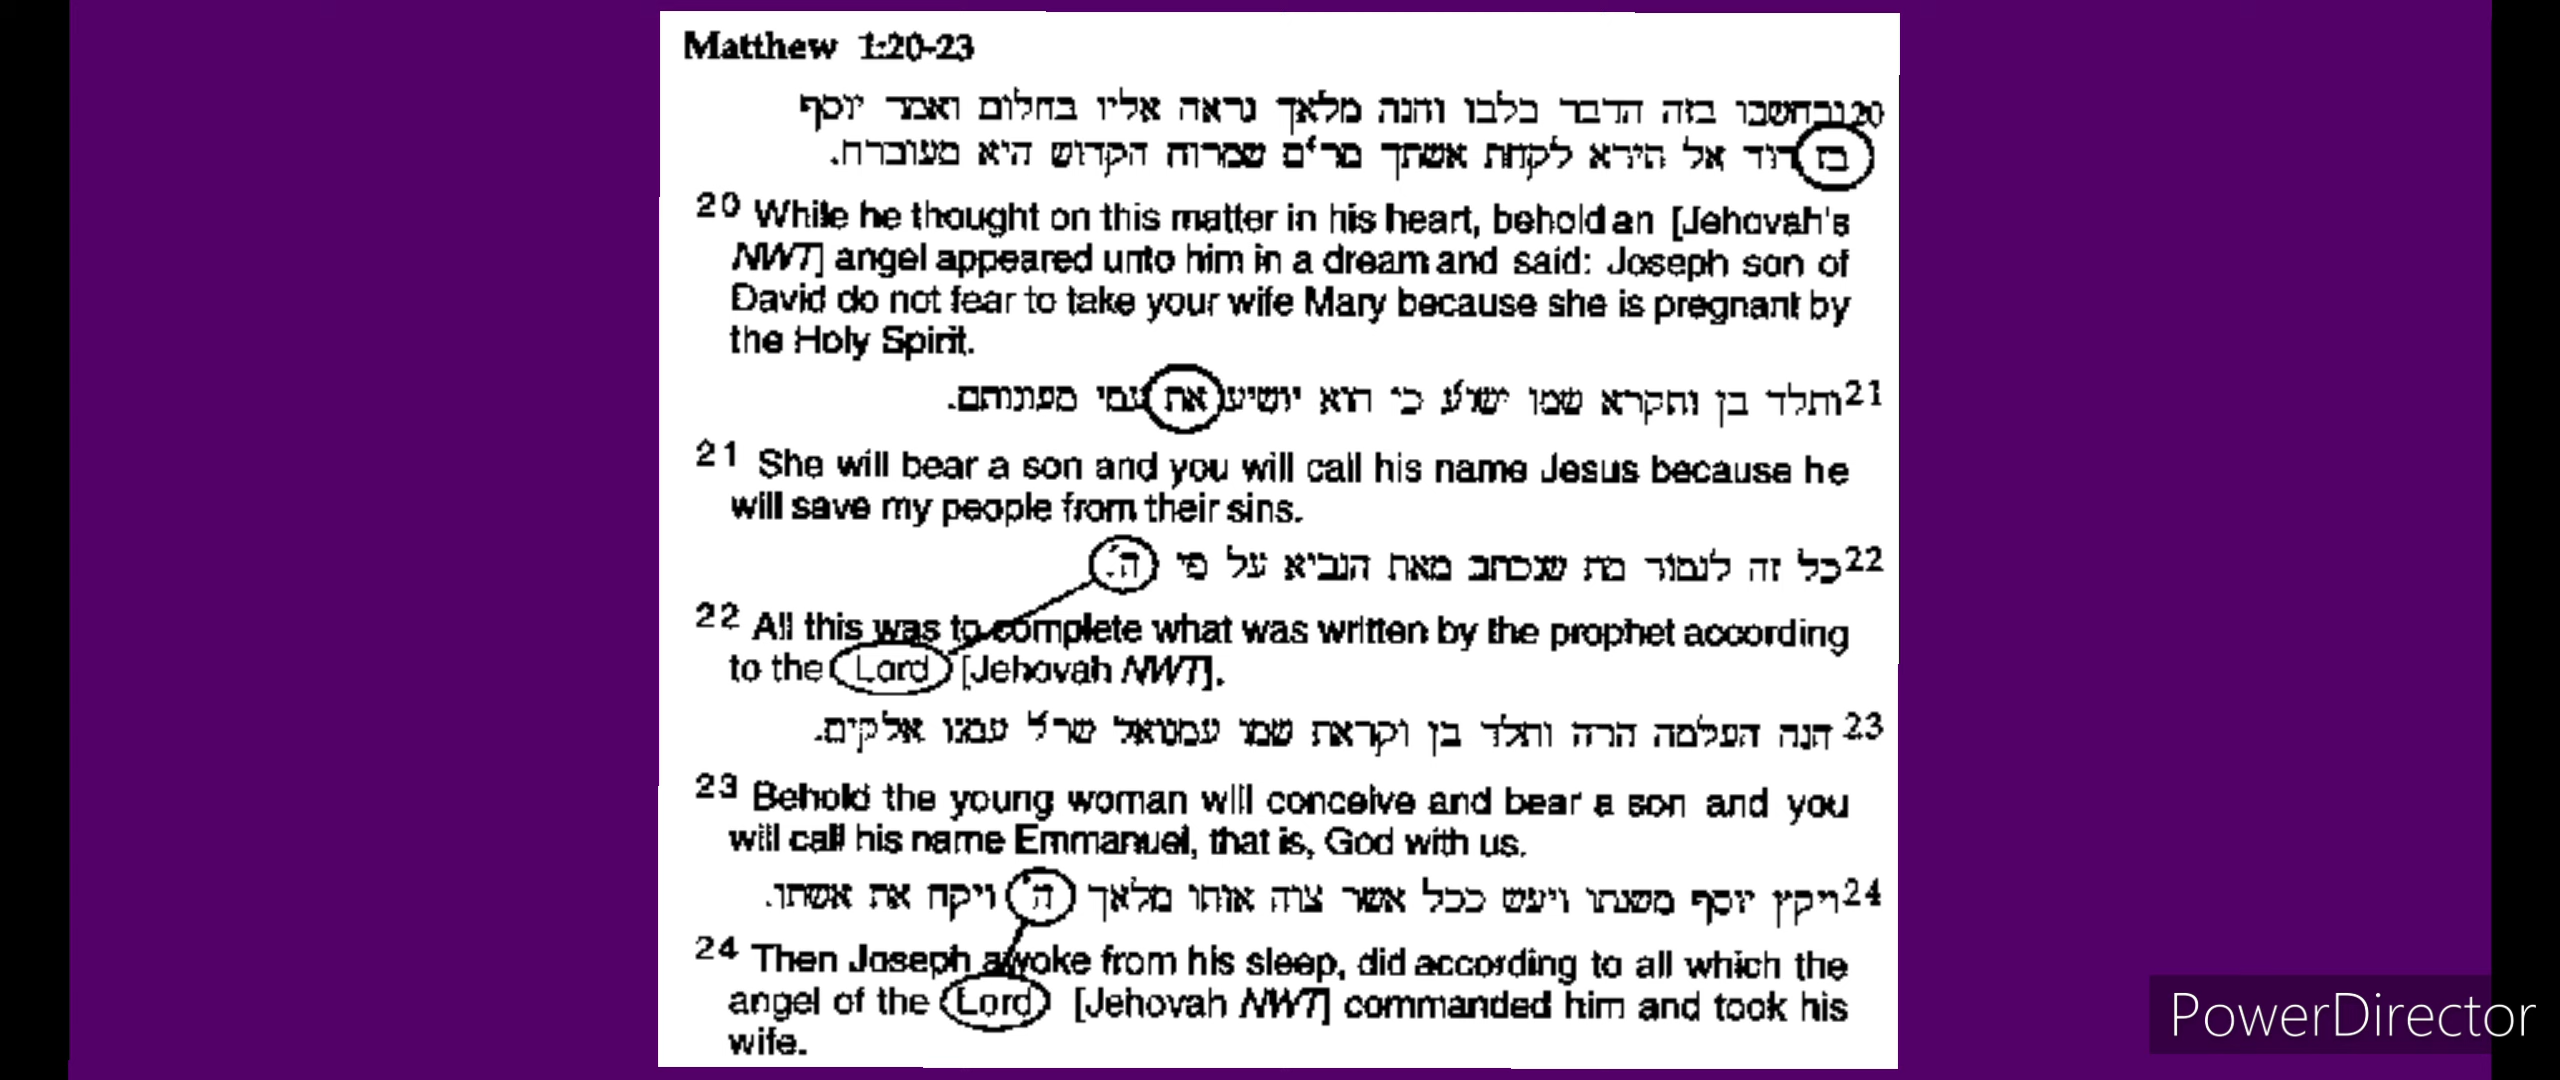 Matthew 1:20-23
20ובחשבו בזה הדבר בלבו והנה מלאך נראה אליו בחלום ואמר יוסף
בן דוד אל תירא לקחת אשתך מר׳ם שמרוח הקדוש היא מעוברת.
20 While he thought on this matter in his heart, behold an [Jehovah's
NWT] angel appeared unto him in a dream and said: Joseph son of
David do not fear to take your wife Mary because she is pregnant by
the Holy Spirit.
21ותלד בן ותקרא שמו ישו׳ע כי הוא יושיע את עמי מעונותם.
21 She will bear a son and you will call his name Jesus because he
will save my people from their sins.
22כל זה לגמור מה שנכתב מאת הנביא על פי ה׳.
22 All this was to complete what was written by the prophet according
to the Lord [Jehovah NWT].
23 הנה העלמה הרה ותלד בן וקראת שמו עמנואל שר״ל עמנו אלקים.
23 Behold the young woman will conceive and bear a son and you
will call his name Emmanuel, that is, God with us.
24ויקץ יוסף משנתו ויעש ככל אשר צוה אותו מלאך ה׳ ויקח את אשתו.
24 Then Joseph awoke from his sleep, did according to all which the
angel of the Lord [Jehovah NWT] commanded him and took his
wife.
PowerDirector